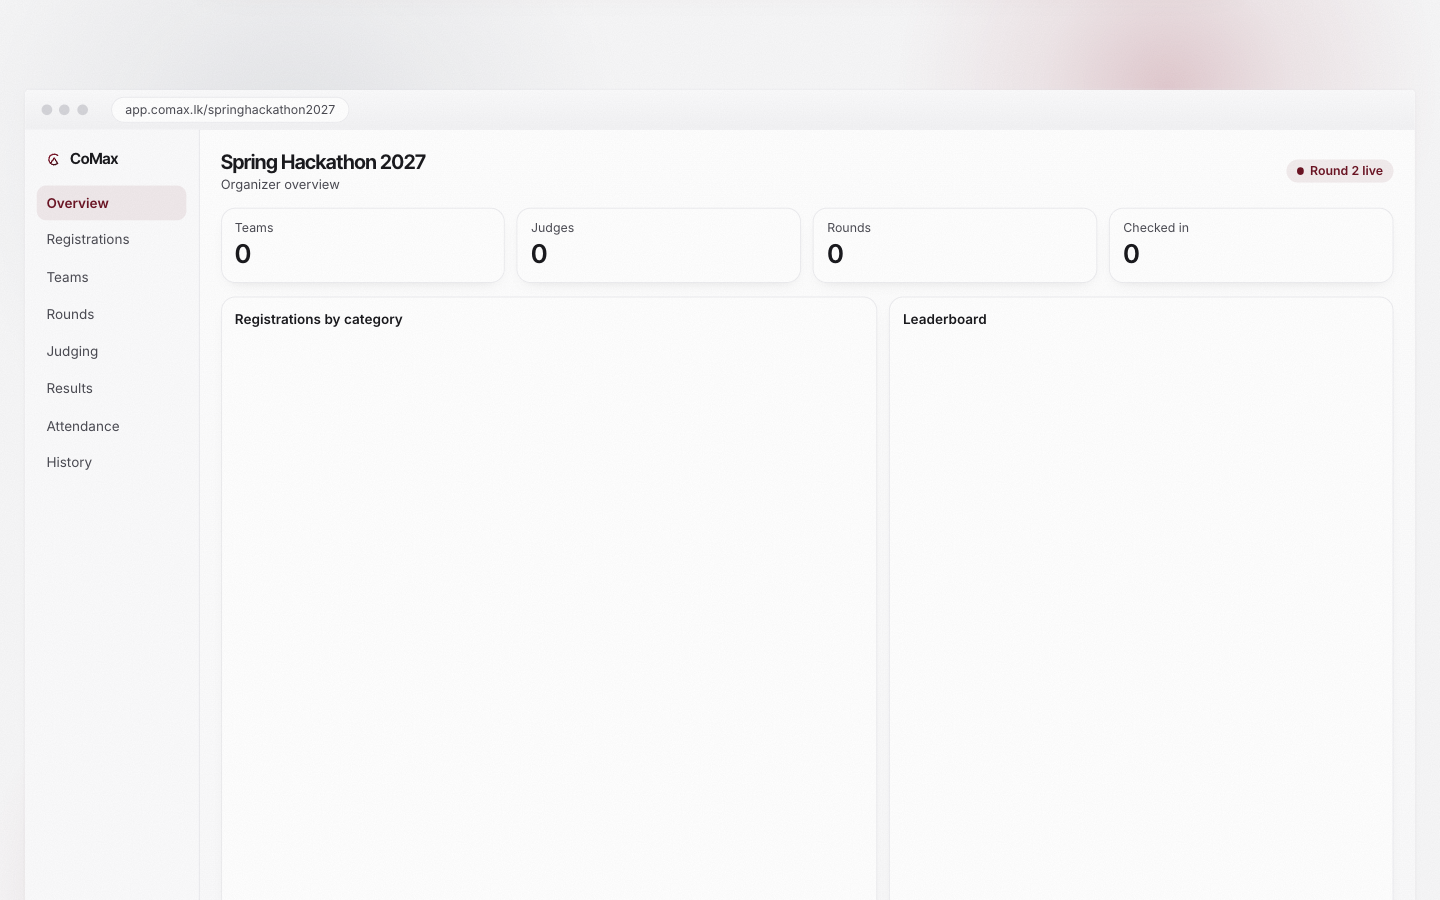 app.comax.lk/springhackathon2027
CoMax
Overview
Registrations
Teams
Rounds
Judging
Results
Attendance
History
Spring Hackathon 2027
Organizer overview
Round 2 live
Teams
0
Judges
0
Rounds
0
Checked in
0
Registrations by category
Leaderboard